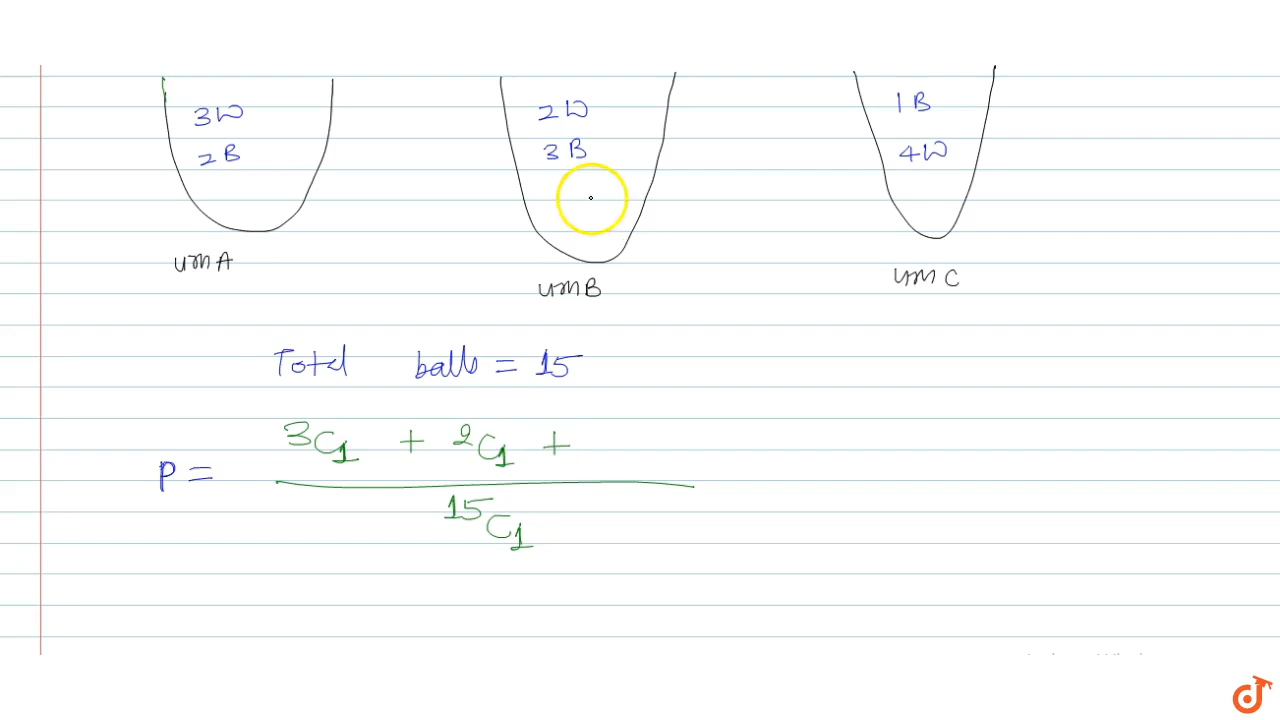 3W
2B
2W
3B
1B
4W
urn A
urn B
urn C
Total balls = 15
P = (³C₁ + ²C₁ +) / ¹⁵C₁